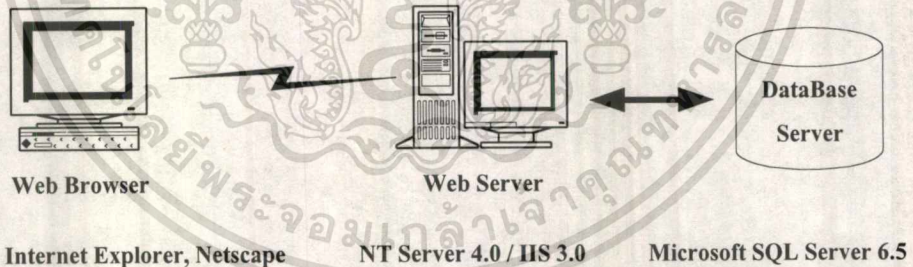 DataBase
Server
Web Browser
Web Server
Internet Explorer, Netscape
NT Server 4.0 / IIS 3.0
Microsoft SQL Server 6.5